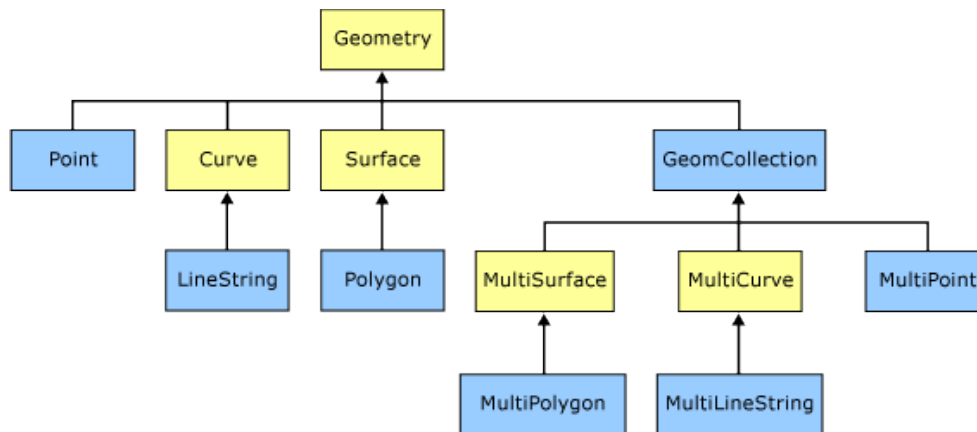 Geometry
Point
Curve
Surface
GeomCollection
LineString
Polygon
MultiSurface
MultiCurve
MultiPoint
MultiPolygon
MultiLineString